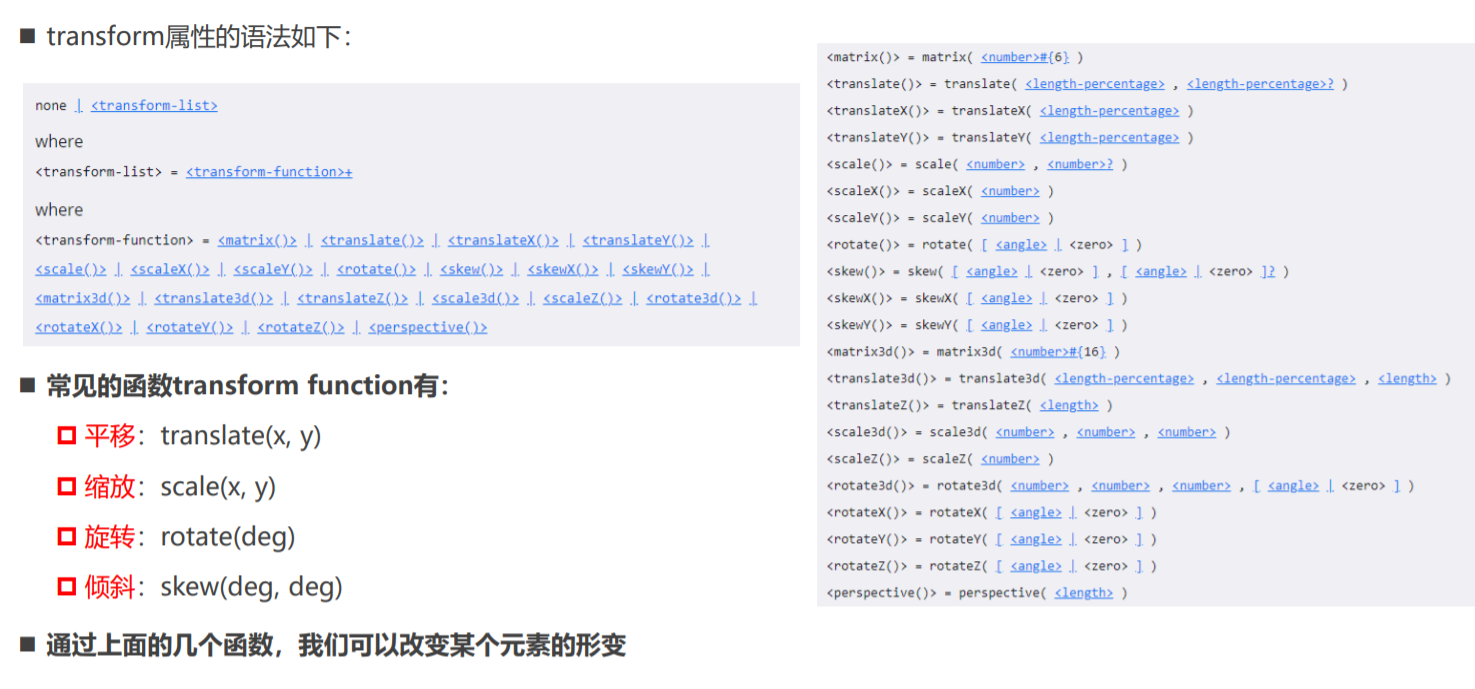 transform属性的语法如下：
none | <transform-list>
where
<transform-list> = <transform-function>+
where
<transform-function> = <matrix()> | <translate()> | <translateX()> | <translateY()> |
<scale()> | <scaleX()> | <scaleY()> | <rotate()> | <skew()> | <skewX()> | <skewY()> |
<matrix3d()> | <translate3d()> | <translateZ()> | <scale3d()> | <scaleZ()> | <rotate3d()> |
<rotateX()> | <rotateY()> | <rotateZ()> | <perspective()>
常见的函数transform function有：
平移：translate(x, y)
缩放：scale(x, y)
旋转：rotate(deg)
倾斜：skew(deg, deg)
通过上面的几个函数，我们可以改变某个元素的形变
<matrix()> = matrix( <number>#{6} )
<translate()> = translate( <length-percentage> , <length-percentage>? )
<translateX()> = translateX( <length-percentage> )
<translateY()> = translateY( <length-percentage> )
<scale()> = scale( <number> , <number>? )
<scaleX()> = scaleX( <number> )
<scaleY()> = scaleY( <number> )
<rotate()> = rotate( [ <angle> | <zero> ] )
<skew()> = skew( [ <angle> | <zero> ] , [ <angle> | <zero> ]? )
<skewX()> = skewX( [ <angle> | <zero> ] )
<skewY()> = skewY( [ <angle> | <zero> ] )
<matrix3d()> = matrix3d( <number>#{16} )
<translate3d()> = translate3d( <length-percentage> , <length-percentage> , <length> )
<translateZ()> = translateZ( <length> )
<scale3d()> = scale3d( <number> , <number> , <number> )
<scaleZ()> = scaleZ( <number> )
<rotate3d()> = rotate3d( <number> , <number> , <number> , [ <angle> | <zero> ] )
<rotateX()> = rotateX( [ <angle> | <zero> ] )
<rotateY()> = rotateY( [ <angle> | <zero> ] )
<rotateZ()> = rotateZ( [ <angle> | <zero> ] )
<perspective()> = perspective( <length> )